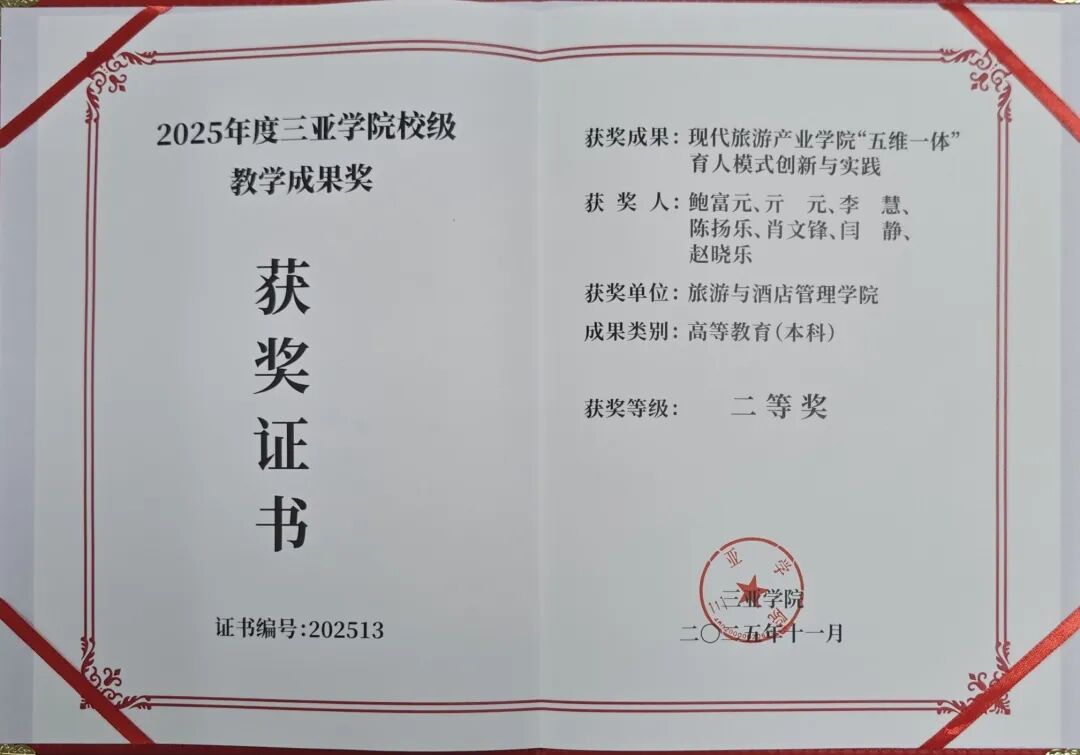 2025年度三亚学院校级
教学成果奖
获
奖
证
书
证书编号:202513
获奖成果：现代旅游产业学院“五维一体”
育人模式创新与实践
获 奖 人：鲍富元、亓　元、李　慧、
陈扬乐、肖文锋、闫　静、
赵晓乐
获奖单位：旅游与酒店管理学院
成果类别：高等教育（本科）
获奖等级：　二等奖
三亚学院
三亚学院
二〇二五年十一月